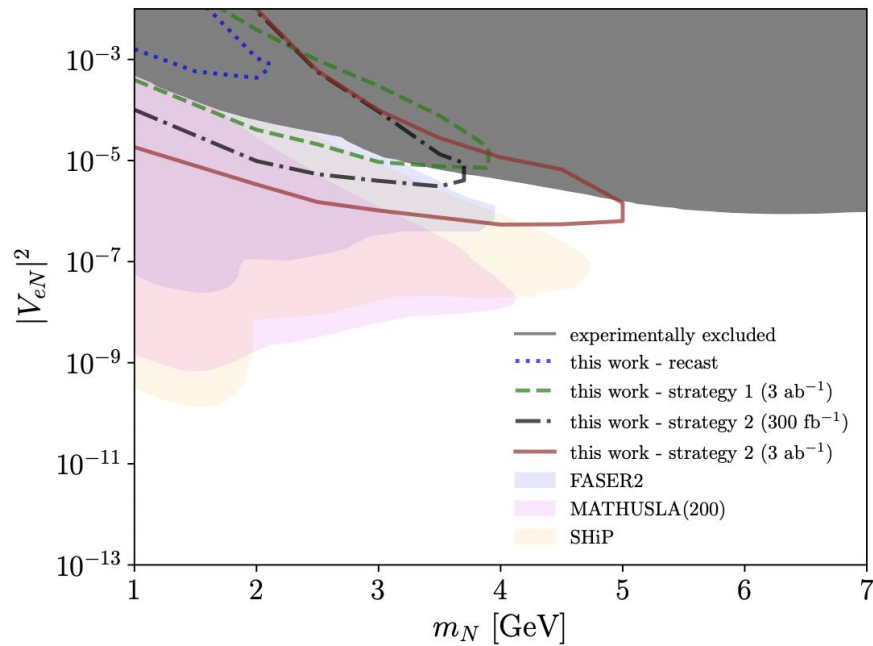 10⁻³
10⁻⁵
10⁻⁷
10⁻⁹
10⁻¹¹
10⁻¹³
|V_{eN}|²
experimentally excluded
this work - recast
this work - strategy 1 (3 ab⁻¹)
this work - strategy 2 (300 fb⁻¹)
this work - strategy 2 (3 ab⁻¹)
FASER2
MATHUSLA(200)
SHiP
1 2 3 4 5 6 7
m_N [GeV]